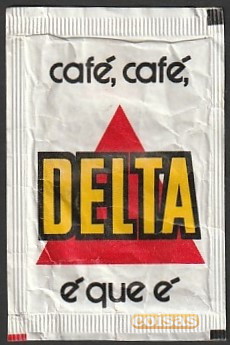 café, café,
DELTA
é que é
coisas